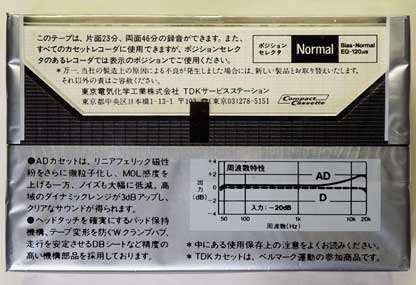 このテープは、片面23分、両面46分の録音ができます。また、
すべてのカセットレコーダに使用できますが、ポジションセレク
タのあるレコーダでは表示のポジションでご使用ください。
*万一、当社の製造上の原因による不良が発生しました場合には、新しい製品とお取り替えいたします。
それ以外の責はご容赦ください。
東京電気化学工業株式会社 TDKサービスステーション
東京都中央区日本橋1-13-1 〒103 (東京)031-278-5151
ポジション
セレクタ
Normal
Bias-Normal
EQ-120μs
Compact
Cassette
●ADカセットは、リニアフェリック磁性
粉をさらに微粒子化し、MOL感度を
上げる一方、ノイズも大幅に低減。高
域のダイナミックレンジが3dBアップし、
クリアなサウンドが得られます。
●ヘッドタッチを確実にするパッド保持
機構、テープ変形を防ぐWクランプハブ、
走行を安定させるDBシートなど精度の
高い機構部品を採用しております。
周波数特性
出力(dB)
+4
+2
0
-2
-4
AD
D
入力:-20dB
50 100 1k 10k 20k
周波数(Hz)
*中にある使用保存上の注意をよくお読みください。
*TDKカセットは、ベルマーク運動の参加商品です。